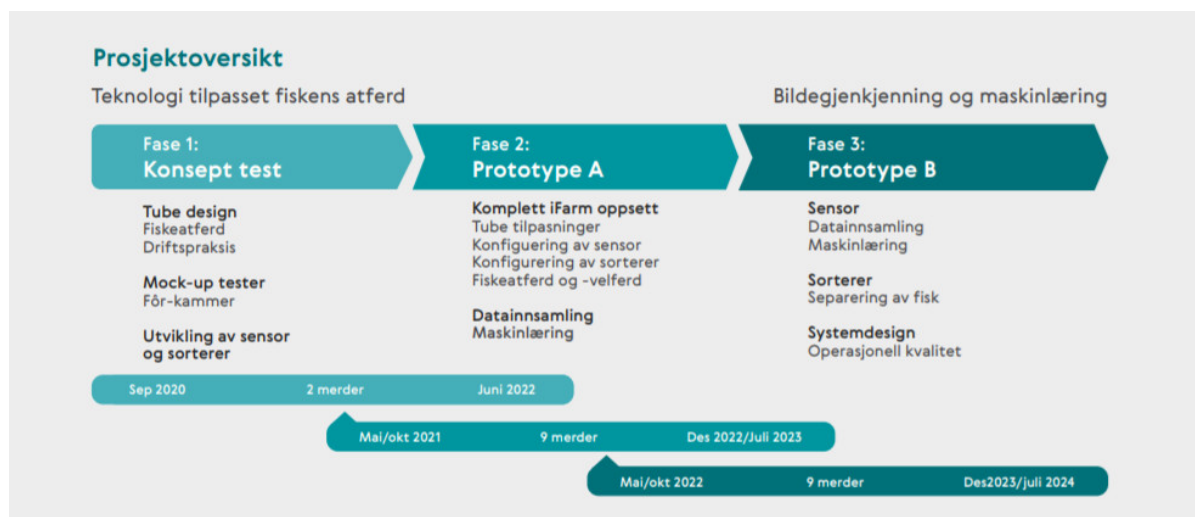 Prosjektoversikt
Teknologi tilpasset fiskens atferd
Bildegjenkjenning og maskinlæring
Fase 1:
Konsept test
Fase 2:
Prototype A
Fase 3:
Prototype B
Tube design
Fiskeatferd
Driftspraksis
Mock-up tester
Fôr-kammer
Utvikling av sensor
og sorterer
Komplett iFarm oppsett
Tube tilpasninger
Konfiguering av sensor
Konfigurering av sorterer
Fiskeatferd og -velferd
Datainnsamling
Maskinlæring
Sensor
Datainnsamling
Maskinlæring
Sorterer
Separering av fisk
Systemdesign
Operasjonell kvalitet
Sep 2020 2 merder Juni 2022
Mai/okt 2021 9 merder Des 2022/Juli 2023
Mai/okt 2022 9 merder Des2023/juli 2024